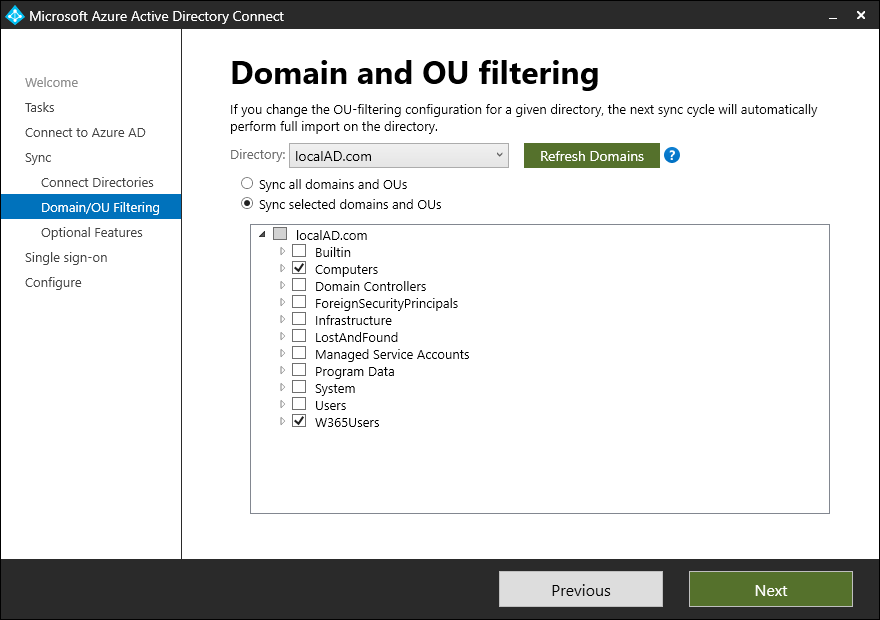 Microsoft Azure Active Directory Connect
Welcome
Tasks
Connect to Azure AD
Sync
Connect Directories
Domain/OU Filtering
Optional Features
Single sign-on
Configure
Domain and OU filtering
If you change the OU-filtering configuration for a given directory, the next sync cycle will automatically
perform full import on the directory.
Directory: localAD.com Refresh Domains ?
Sync all domains and OUs
Sync selected domains and OUs
localAD.com
Builtin
Computers
Domain Controllers
ForeignSecurityPrincipals
Infrastructure
LostAndFound
Managed Service Accounts
Program Data
System
Users
W365Users
Previous Next